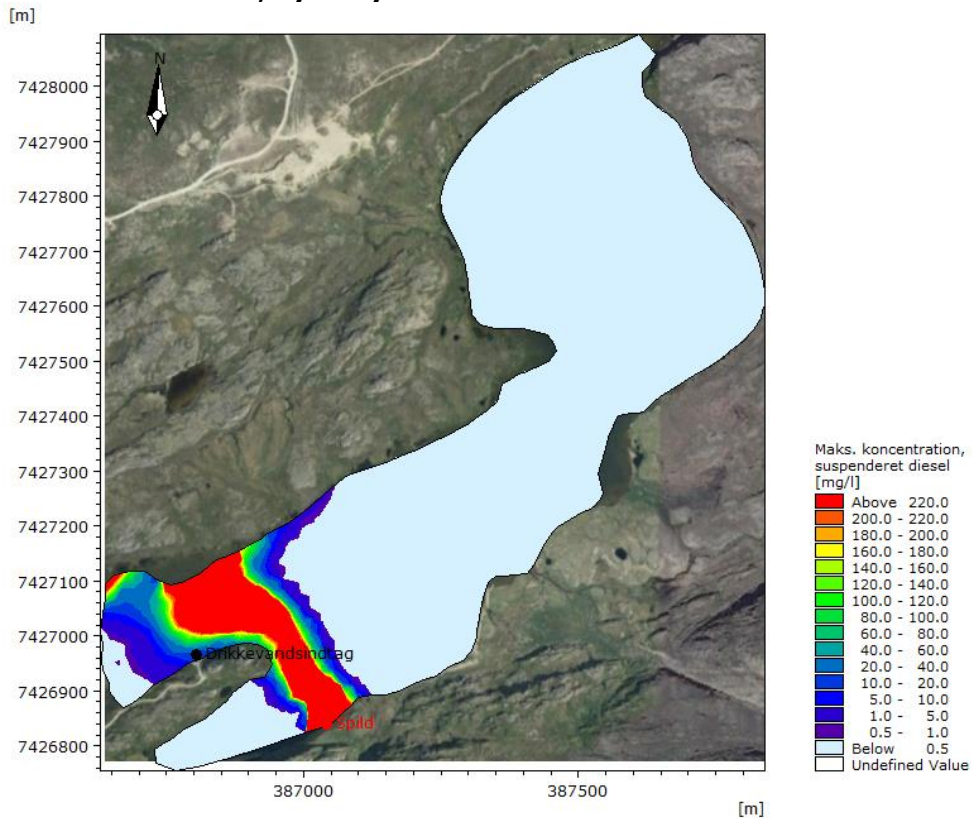 [m]
N
7428000
7427900
7427800
7427700
7427600
7427500
7427400
7427300
7427200
7427100
7427000
7426900
7426800
Drikkevandsindtag
Spild
387000
387500
[m]
Maks. koncentration,
suspenderet diesel
[mg/l]
Above 220.0
200.0 - 220.0
180.0 - 200.0
160.0 - 180.0
140.0 - 160.0
120.0 - 140.0
100.0 - 120.0
80.0 - 100.0
60.0 - 80.0
40.0 - 60.0
20.0 - 40.0
10.0 - 20.0
5.0 - 10.0
1.0 - 5.0
0.5 - 1.0
Below 0.5
Undefined Value